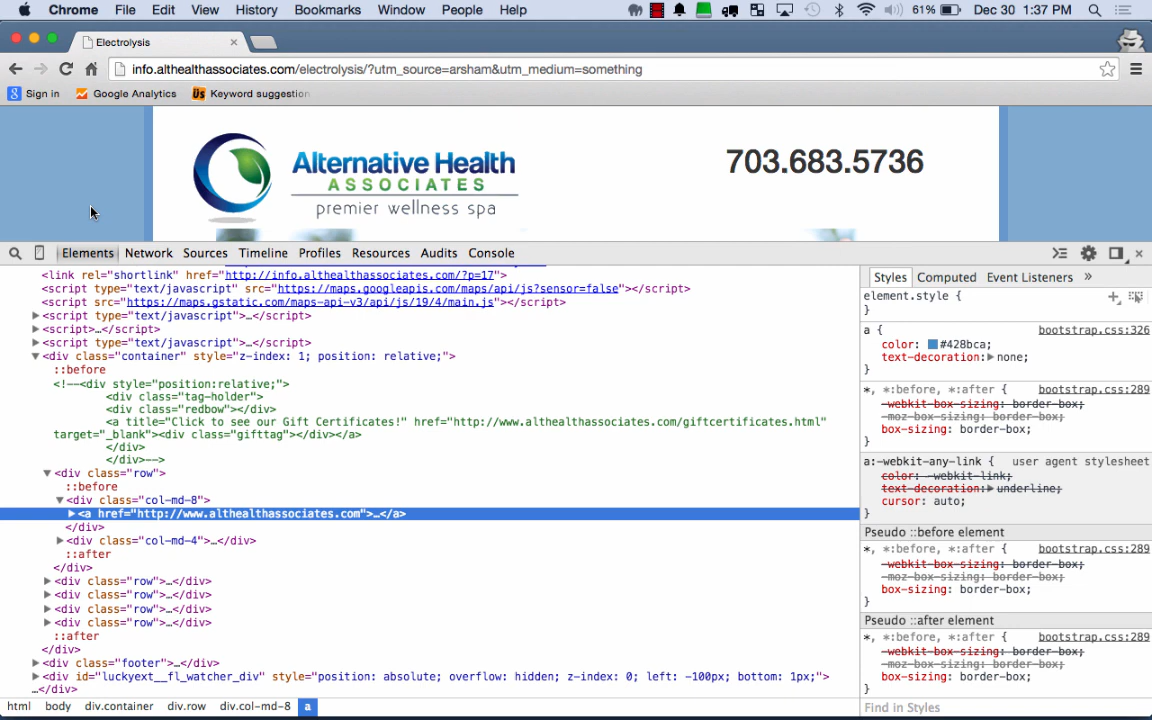 Chrome File Edit View History Bookmarks Window People Help 61% Dec 30 1:37 PM
Electrolysis
info.althealthassociates.com/electrolysis/?utm_source=arsham&utm_medium=something
Sign in Google Analytics Keyword suggestion
Alternative Health
ASSOCIATES
premier wellness spa
703.683.5736
Elements Network Sources Timeline Profiles Resources Audits Console
<link rel="shortlink" href="http://info.althealthassociates.com/?p=17">
<script type="text/javascript" src="https://maps.googleapis.com/maps/api/js?sensor=false"></script>
<script src="https://maps.gstatic.com/maps-api-v3/api/js/19/4/main.js"></script>
<script type="text/javascript">…</script>
<script>…</script>
<script type="text/javascript">…</script>
<div class="container" style="z-index: 1; position: relative;">
::before
<!--<div style="position:relative;">
<div class="tag-holder">
<div class="redbow"></div>
<a title="Click to see our Gift Certificates!" href="http://www.althealthassociates.com/giftcertificates.html"
target="_blank"><div class="gifttag"></div></a>
</div>
</div>-->
<div class="row">
::before
<div class="col-md-8">
<a href="http://www.althealthassociates.com">…</a>
</div>
<div class="col-md-4">…</div>
::after
</div>
<div class="row">…</div>
<div class="row">…</div>
<div class="row">…</div>
<div class="row">…</div>
::after
</div>
<div class="footer">…</div>
<div id="luckyext__fl_watcher_div" style="position: absolute; overflow: hidden; z-index: 0; left: -100px; bottom: 1px;">
…</div>
html body div.container div.row div.col-md-8 a
Styles Computed Event Listeners »
element.style {
}
a { bootstrap.css:326
color: #428bca;
text-decoration: none;
}
*, *:before, *:after { bootstrap.css:289
-webkit-box-sizing: border-box;
-moz-box-sizing: border-box;
box-sizing: border-box;
}
a:-webkit-any-link { user agent stylesheet
color: -webkit-link;
text-decoration: underline;
cursor: auto;
}
Pseudo ::before element
*, *:before, *:after { bootstrap.css:289
-webkit-box-sizing: border-box;
-moz-box-sizing: border-box;
box-sizing: border-box;
}
Pseudo ::after element
*, *:before, *:after { bootstrap.css:289
-webkit-box-sizing: border-box;
-moz-box-sizing: border-box;
box-sizing: border-box;
}
Find in Styles